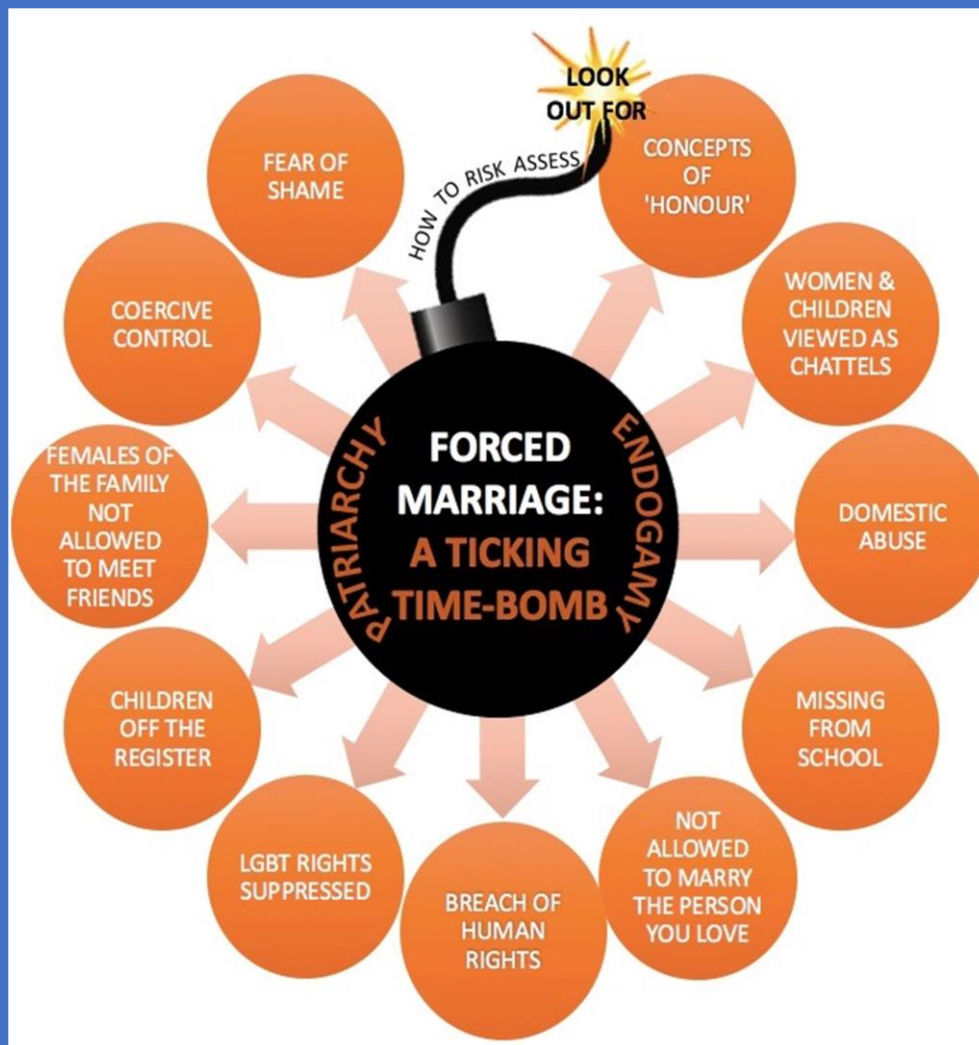 LOOK
OUT FOR
HOW TO RISK ASSESS
FORCED
MARRIAGE:
A TICKING
TIME-BOMB
PATRIARCHY
ENDOGAMY
CONCEPTS
OF
'HONOUR'
WOMEN &
CHILDREN
VIEWED AS
CHATTELS
DOMESTIC
ABUSE
MISSING
FROM
SCHOOL
NOT
ALLOWED
TO MARRY
THE PERSON
YOU LOVE
BREACH OF
HUMAN
RIGHTS
LGBT RIGHTS
SUPPRESSED
CHILDREN
OFF THE
REGISTER
FEMALES OF
THE FAMILY
NOT
ALLOWED
TO MEET
FRIENDS
COERCIVE
CONTROL
FEAR OF
SHAME